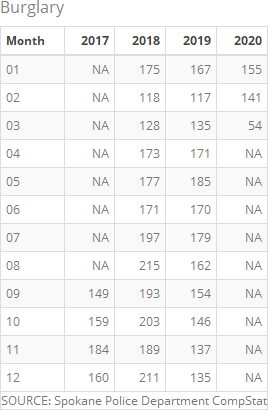 Burglary
Month 2017 2018 2019 2020
01 NA 175 167 155
02 NA 118 117 141
03 NA 128 135 54
04 NA 173 171 NA
05 NA 177 185 NA
06 NA 171 170 NA
07 NA 197 179 NA
08 NA 215 162 NA
09 149 193 154 NA
10 159 203 146 NA
11 184 189 137 NA
12 160 211 135 NA
SOURCE: Spokane Police Department CompStat